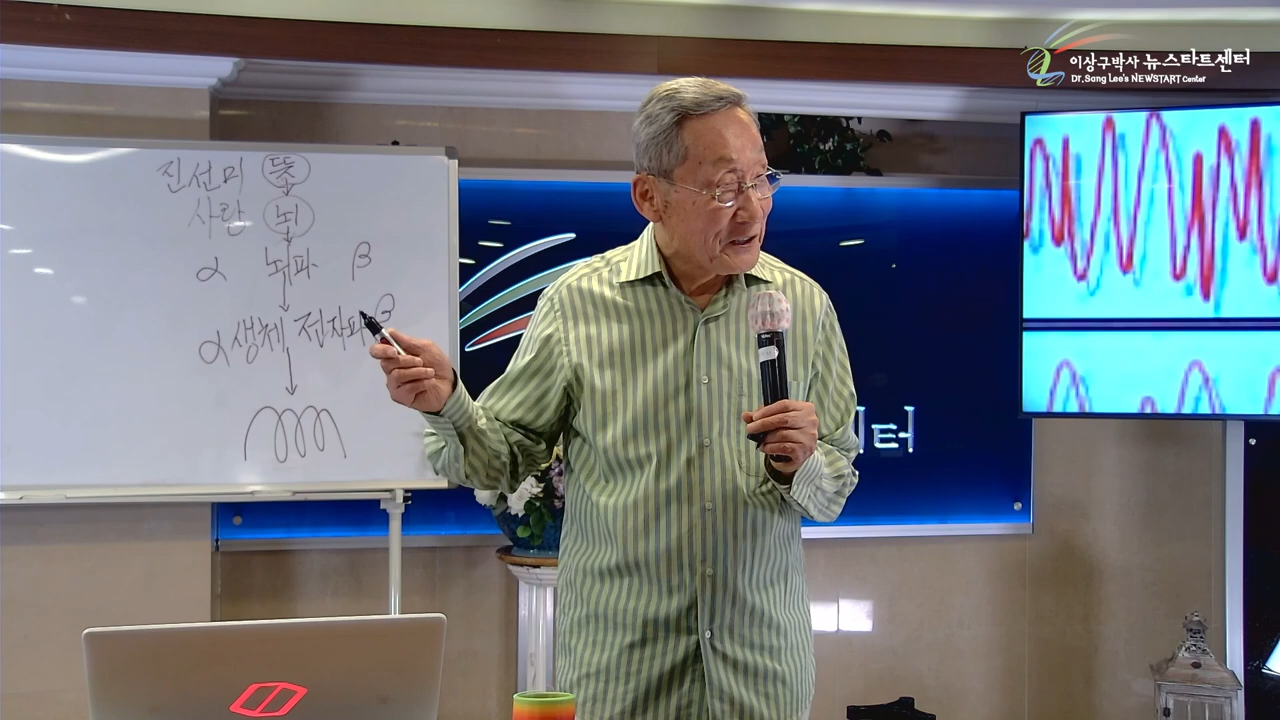 이상구박사 뉴스타트센터
Dr. Sang Lee's NEWSTART Center
진선미 뜻
사랑 뇌
α 뇌파 β
α 생체 전자파 β
터